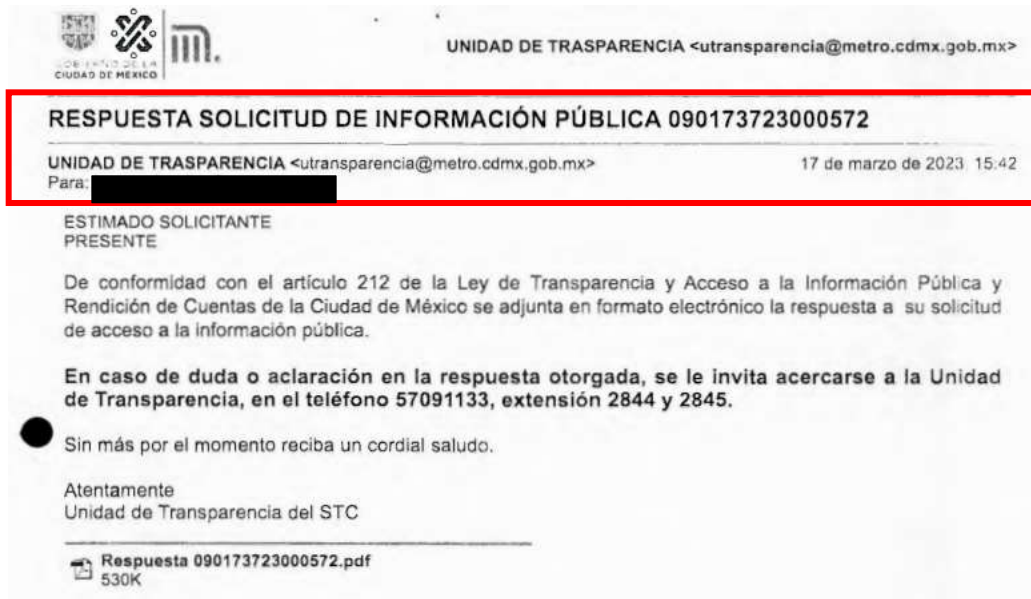 GOBIERNO DE LA
CIUDAD DE MÉXICO
UNIDAD DE TRASPARENCIA <utransparencia@metro.cdmx.gob.mx>
RESPUESTA SOLICITUD DE INFORMACIÓN PÚBLICA 090173723000572
UNIDAD DE TRASPARENCIA <utransparencia@metro.cdmx.gob.mx> 17 de marzo de 2023, 15:42
Para:
ESTIMADO SOLICITANTE
PRESENTE
De conformidad con el artículo 212 de la Ley de Transparencia y Acceso a la Información Pública y
Rendición de Cuentas de la Ciudad de México se adjunta en formato electrónico la respuesta a su solicitud
de acceso a la información pública.
En caso de duda o aclaración en la respuesta otorgada, se le invita acercarse a la Unidad
de Transparencia, en el teléfono 57091133, extensión 2844 y 2845.
Sin más por el momento reciba un cordial saludo.
Atentamente
Unidad de Transparencia del STC
Respuesta 090173723000572.pdf
530K